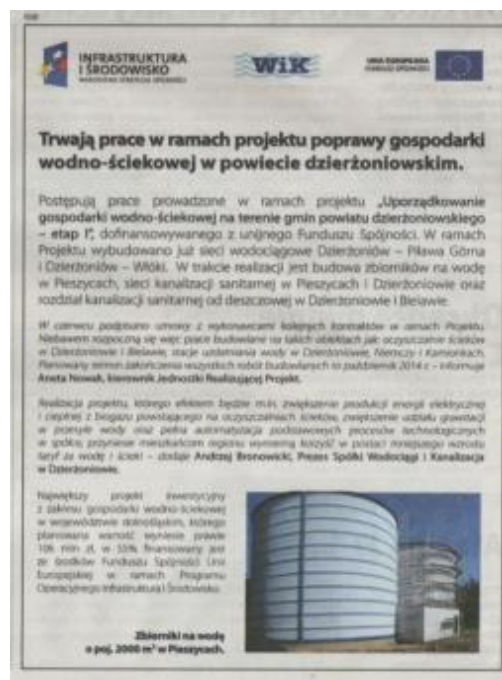 INFRASTRUKTURA
I ŚRODOWISKO
NARODOWA STRATEGIA SPÓJNOŚCI
WiK
UNIA EUROPEJSKA
FUNDUSZ SPÓJNOŚCI
Trwają prace w ramach projektu poprawy gospodarki
wodno-ściekowej w powiecie dzierżoniowskim.
Postępują prace prowadzone w ramach projektu „Uporządkowanie
gospodarki wodno-ściekowej na terenie gmin powiatu dzierżoniowskiego
– etap I”, dofinansowywanego z unijnego Funduszu Spójności. W ramach
Projektu wybudowano już sieci wodociągowe Dzierżoniów – Piława Górna
i Dzierżoniów – Włóki. W trakcie realizacji jest budowa zbiorników na wodę
w Pieszycach, sieci kanalizacji sanitarnej w Pieszycach i Dzierżoniowie oraz
rozdział kanalizacji sanitarnej od deszczowej w Dzierżoniowie i Bielawie.
W czerwcu podpisano umowy z wykonawcami kolejnych kontraktów w ramach Projektu.
Niebawem rozpoczną się więc prace budowlane na takich obiektach jak: oczyszczalnie ścieków
w Dzierżoniowie i Bielawie, stacje uzdatniania wody w Dzierżoniowie, Niemczy i Kamionkach.
Planowany termin zakończenia wszystkich robót budowlanych to październik 2014 r. – informuje
Aneta Nowak, kierownik Jednostki Realizującej Projekt.
Realizacja projektu, którego efektem będzie m.in. zwiększenie produkcji energii elektrycznej
i cieplnej z biogazu powstającego na oczyszczalniach ścieków, zwiększenie udziału grawitacji
w przesyle wody oraz pełna automatyzacja podstawowych procesów technologicznych
w spółce, przyniesie mieszkańcom regionu wymierną korzyść w postaci mniejszego wzrostu
taryf za wodę i ścieki – dodaje Andrzej Bronowicki, Prezes Spółki Wodociągi i Kanalizacja
w Dzierżoniowie.
Największy projekt inwestycyjny
z zakresu gospodarki wodno-ściekowej
w województwie dolnośląskim, którego
planowana wartość wyniesie prawie
106 mln zł, w 55% finansowany jest
ze środków Funduszu Spójności Unii
Europejskiej w ramach Programu
Operacyjnego Infrastruktura i Środowisko.
Zbiorniki na wodę
o poj. 2000 m³ w Pieszycach.